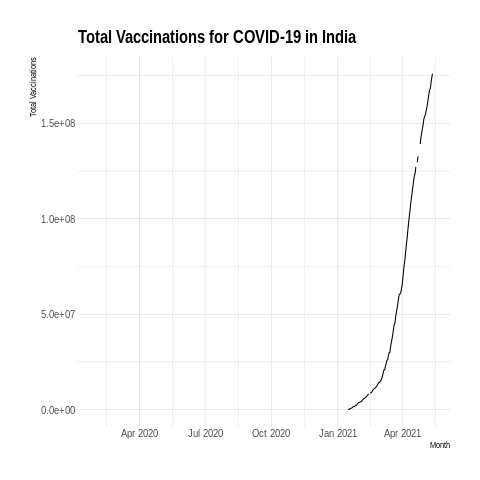 Total Vaccinations for COVID-19 in India
Total Vaccinations
1.5e+08
1.0e+08
5.0e+07
0.0e+00
Apr 2020 Jul 2020 Oct 2020 Jan 2021 Apr 2021
Month